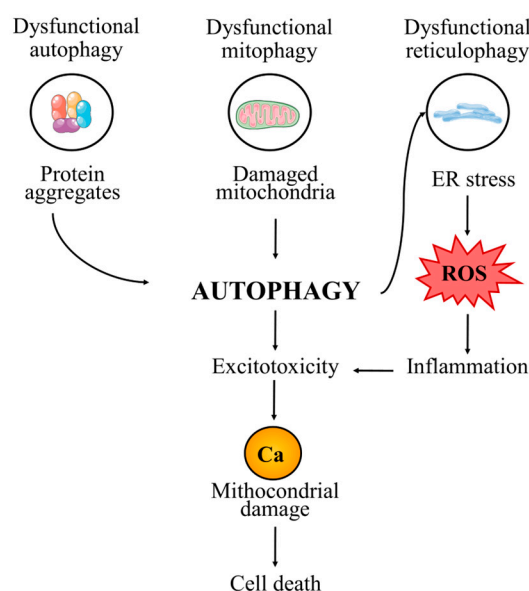 Dysfunctional
autophagy
Dysfunctional
mitophagy
Dysfunctional
reticulophagy
Protein
aggregates
Damaged
mitochondria
ER stress
ROS
AUTOPHAGY
Excitotoxicity
Inflammation
Ca
Mithocondrial
damage
Cell death